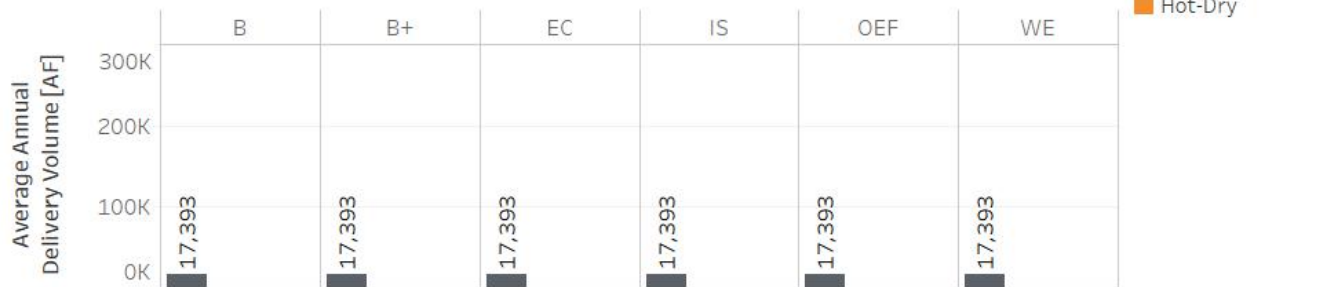 Hot-Dry
B B+ EC IS OEF WE
Average Annual
Delivery Volume [AF]
300K
200K
100K
0K
17,393 17,393 17,393 17,393 17,393 17,393